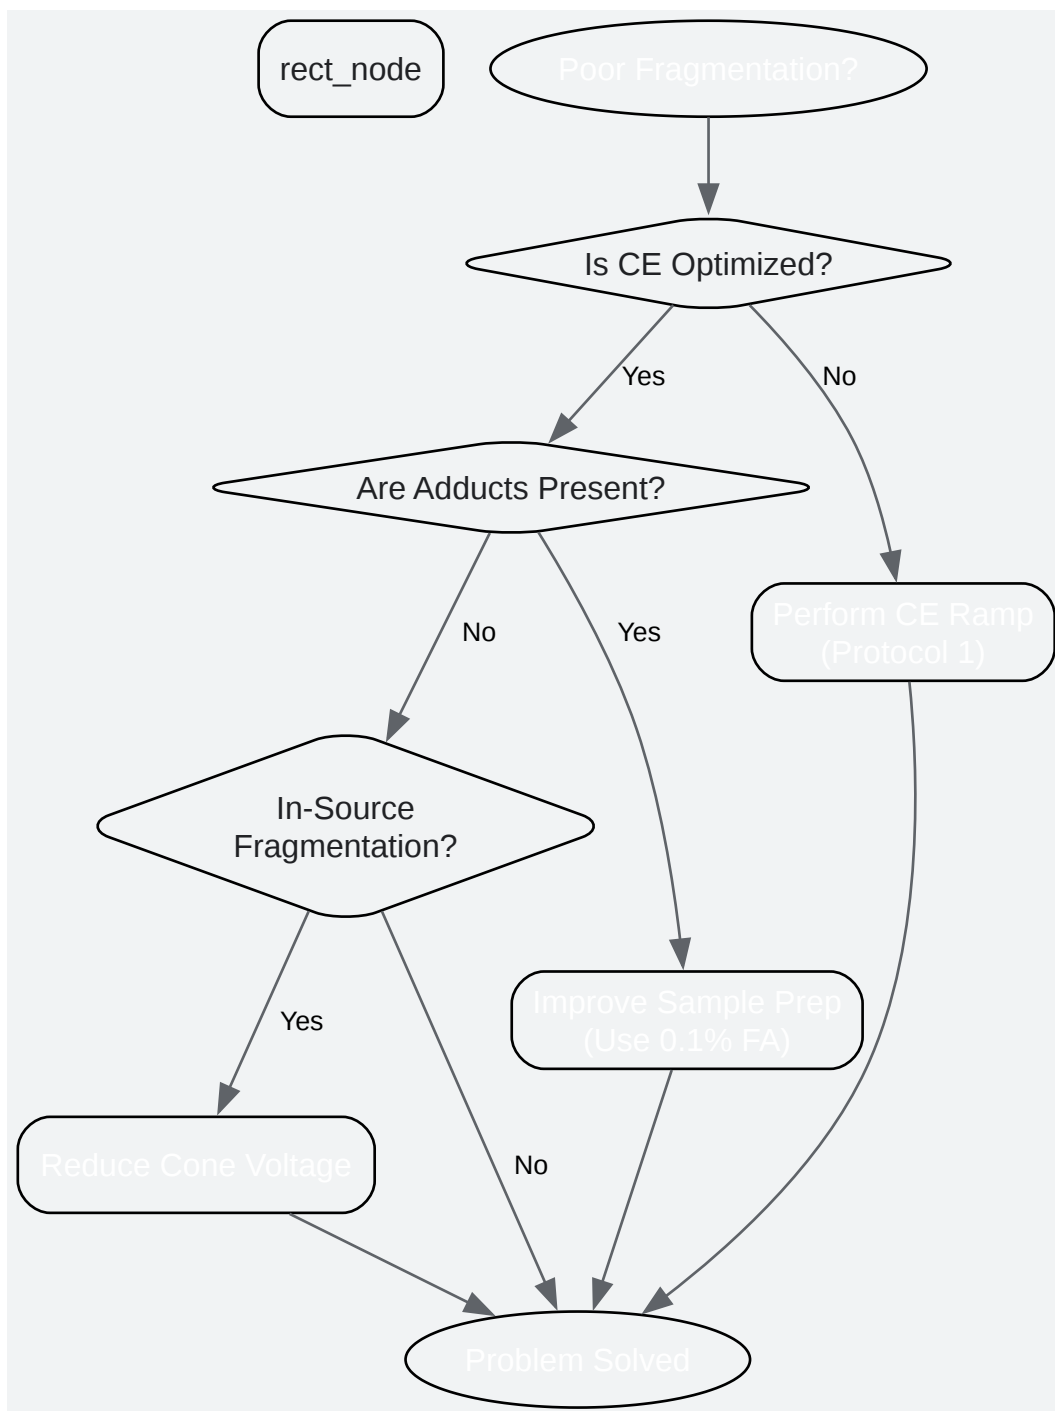 rect_node
Poor Fragmentation?
Is CE Optimized?
Yes
No
Are Adducts Present?
No
Yes
Perform CE Ramp
(Protocol 1)
In-Source
Fragmentation?
Yes
Improve Sample Prep
(Use 0.1% FA)
Reduce Cone Voltage
No
Problem Solved